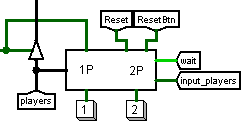 Reset ResetBtn
1P 2P
wait
input_players
players
1 2